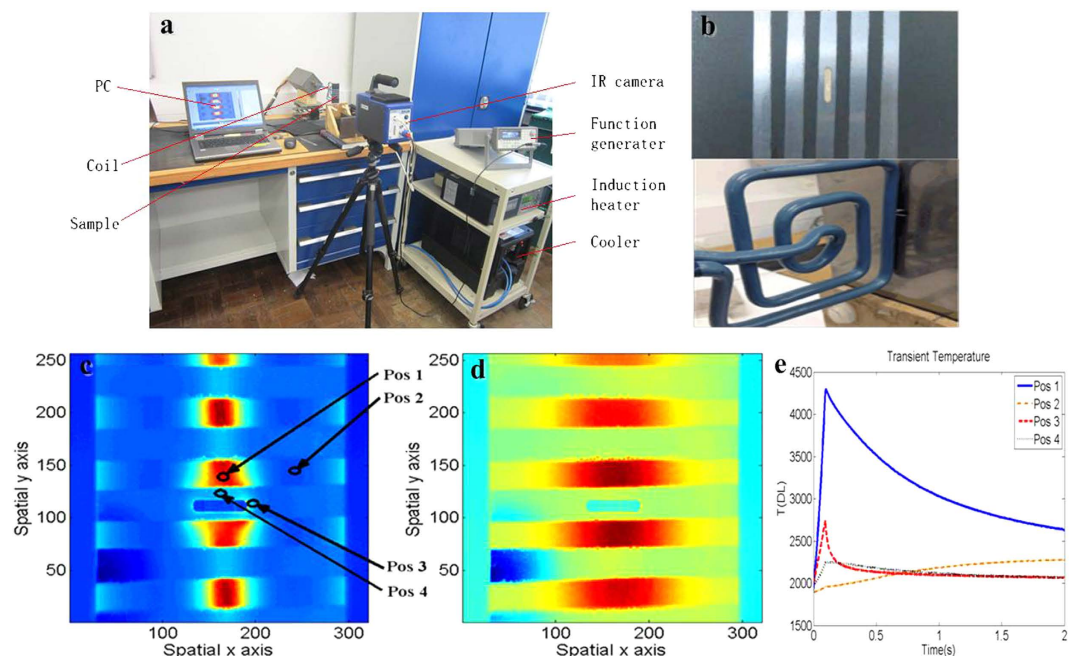 a
PC
Coil
Sample
IR camera
Function
generater
Induction
heater
Cooler
b
c
Pos 1
Pos 2
Pos 3
Pos 4
250
200
150
100
50
Spatial y axis
100
200
300
Spatial x axis
d
250
200
150
100
50
Spatial y axis
100
200
300
Spatial x axis
e
Transient Temperature
Pos 1
Pos 2
Pos 3
Pos 4
4500
4000
3500
3000
2500
2000
1500
T(DL)
0
0.5
1
1.5
2
Time(s)